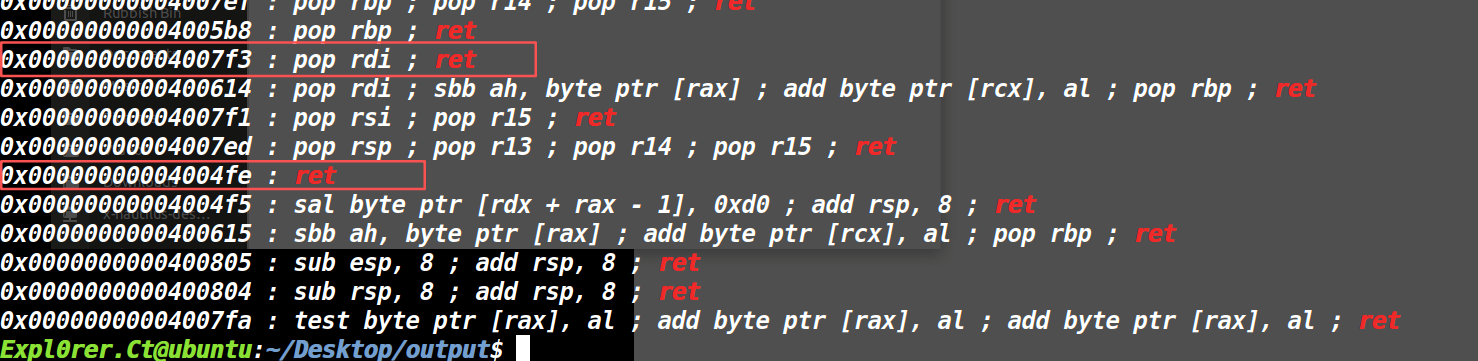 0x00000000004007ef : pop rbp ; pop r14 ; pop r15 ; ret
Rubbish Bin
0x00000000004005b8 : pop rbp ; ret
0x00000000004007f3 : pop rdi ; ret
0x0000000000400614 : pop rdi ; sbb ah, byte ptr [rax] ; add byte ptr [rcx], al ; pop rbp ; ret
0x00000000004007f1 : pop rsi ; pop r15 ; ret
0x00000000004007ed : pop rsp ; pop r13 ; pop r14 ; pop r15 ; ret
0x00000000004004fe : ret
0x00000000004004f5 : sal byte ptr [rdx + rax - 1], 0xd0 ; add rsp, 8 ; ret
x-nautilus-des...
0x0000000000400615 : sbb ah, byte ptr [rax] ; add byte ptr [rcx], al ; pop rbp ; ret
0x0000000000400805 : sub esp, 8 ; add rsp, 8 ; ret
0x0000000000400804 : sub rsp, 8 ; add rsp, 8 ; ret
0x00000000004007fa : test byte ptr [rax], al ; add byte ptr [rax], al ; add byte ptr [rax], al ; ret
Expl0rer.Ct@ubuntu:~/Desktop/output$